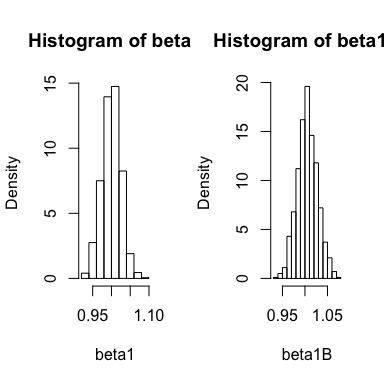 Histogram of beta
Density
0
5
10
15
0.95
1.10
beta1
Histogram of beta1
Density
0
5
10
15
20
0.95
1.05
beta1B